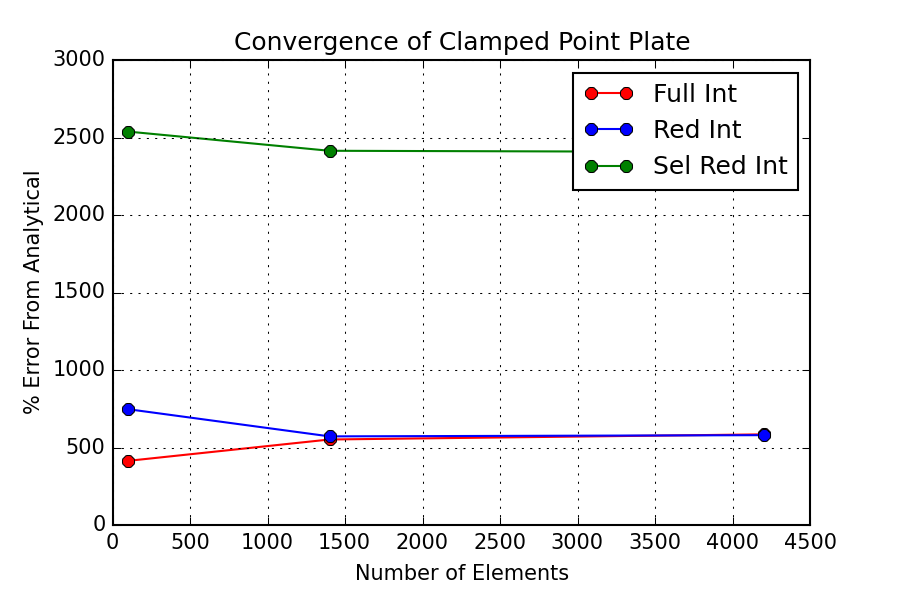 Convergence of Clamped Point Plate
% Error From Analytical
3000
2500
2000
1500
1000
500
0
Full Int
Red Int
Sel Red Int
0 500 1000 1500 2000 2500 3000 3500 4000 4500
Number of Elements